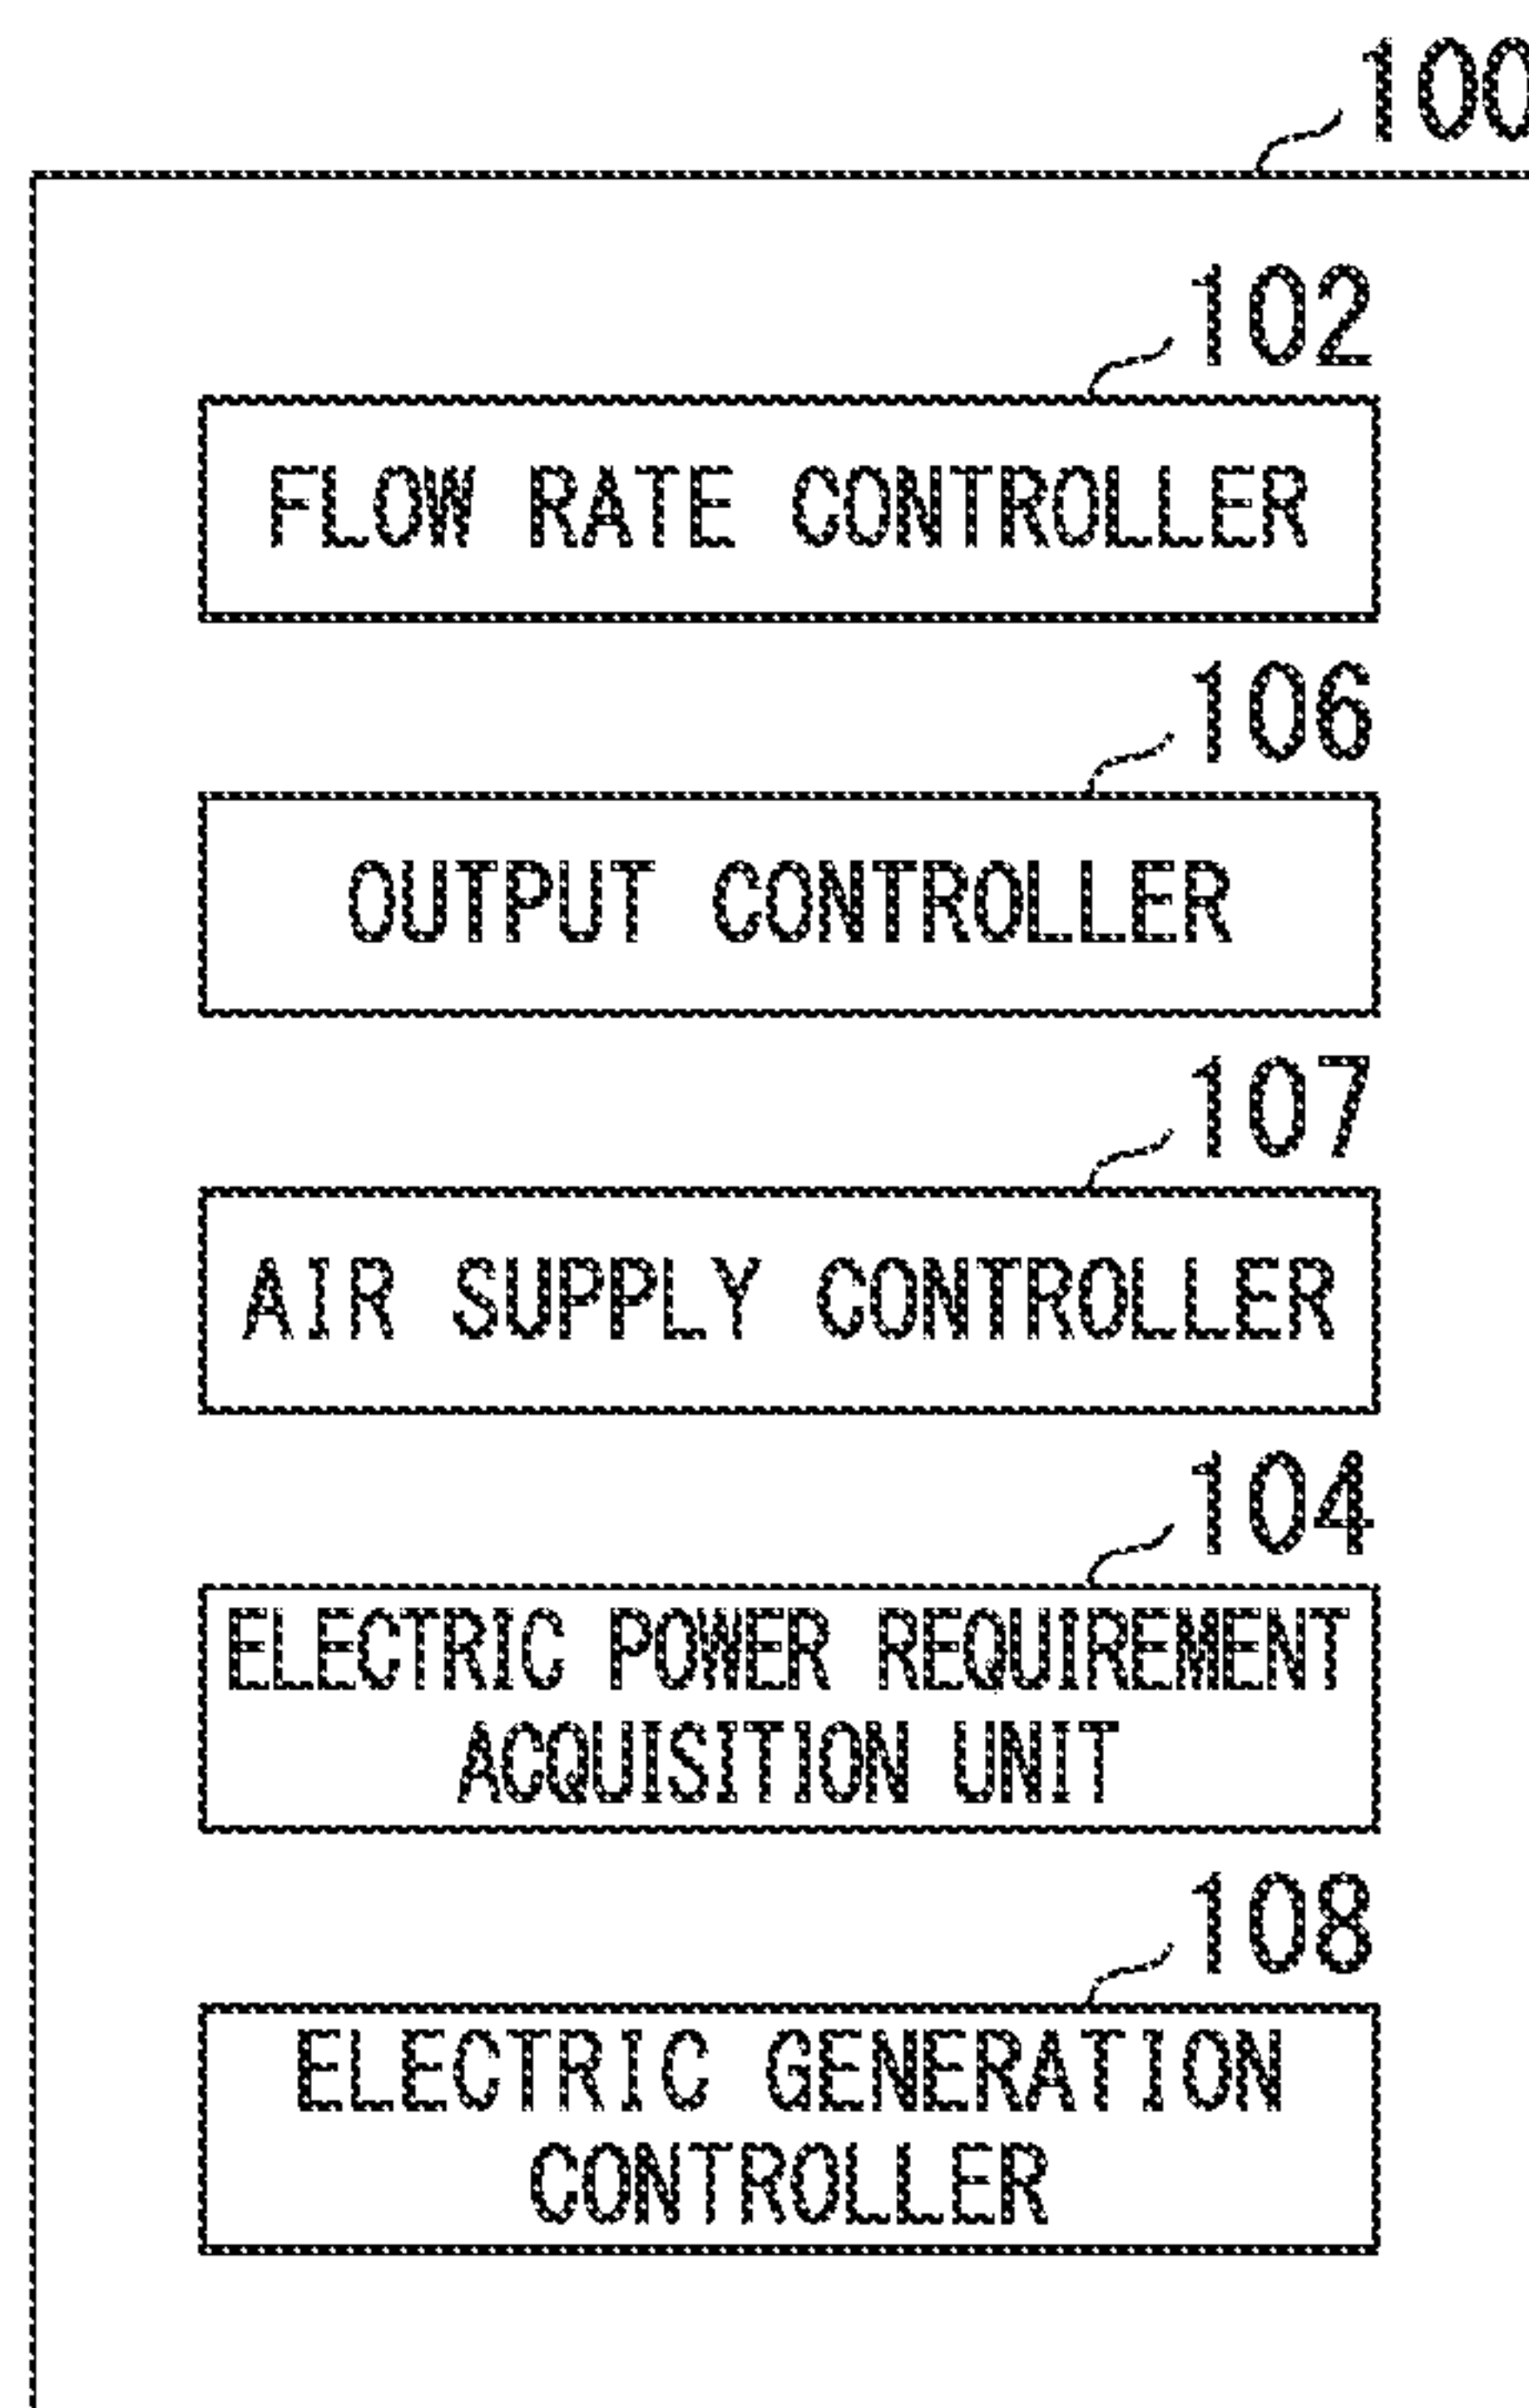 100
102
FLOW RATE CONTROLLER
106
OUTPUT CONTROLLER
107
AIR SUPPLY CONTROLLER
104
ELECTRIC POWER REQUIREMENT
ACQUISITION UNIT
108
ELECTRIC GENERATION
CONTROLLER